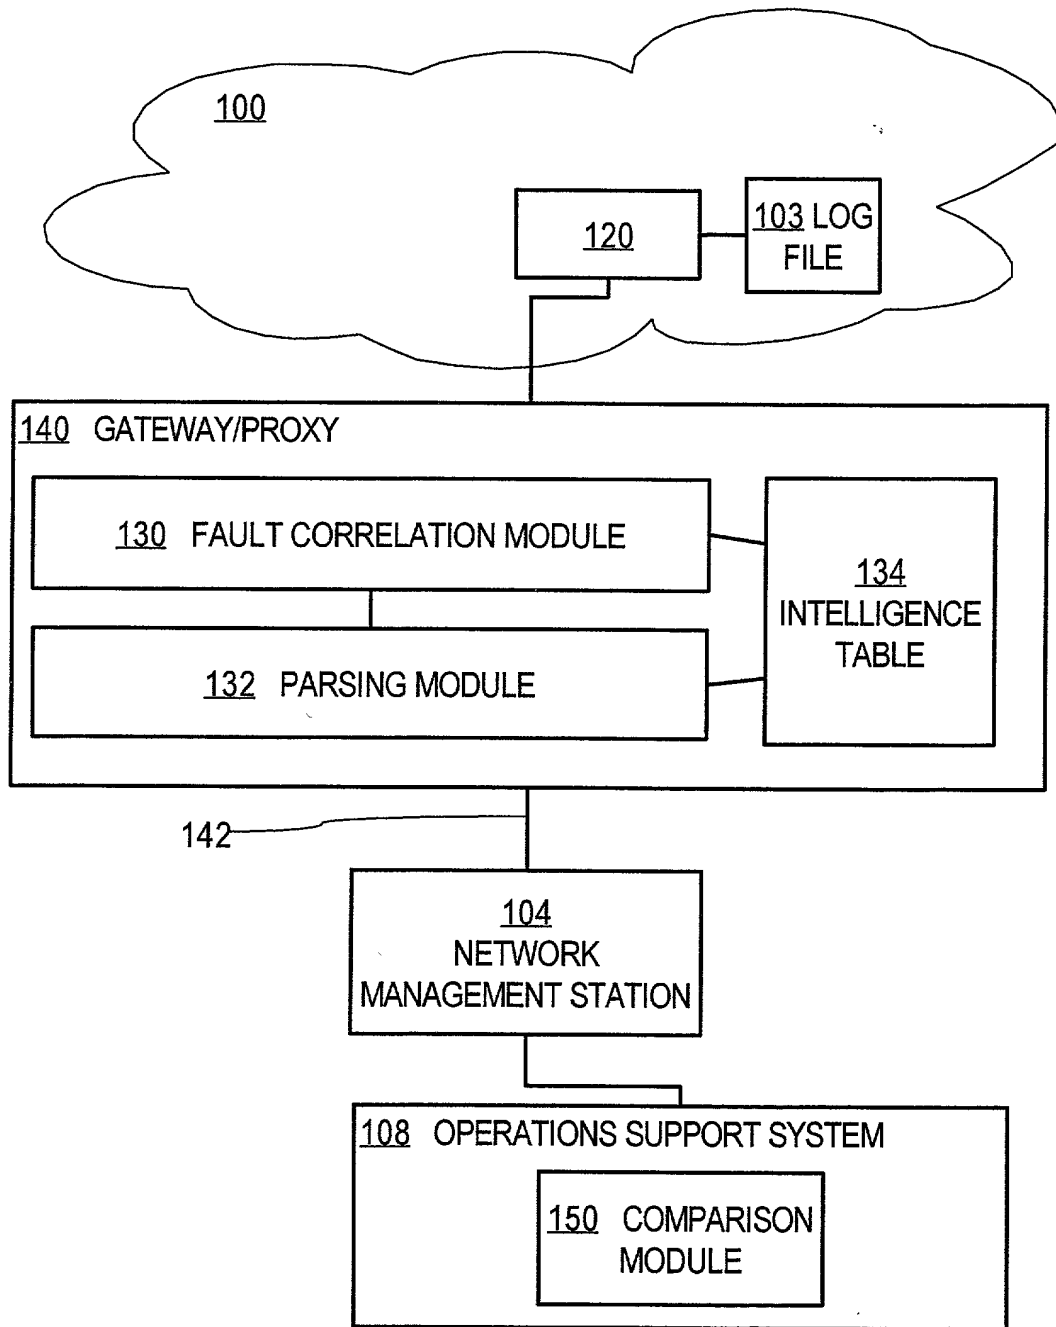 100
120
103 LOG
FILE
140 GATEWAY/PROXY
130 FAULT CORRELATION MODULE
132 PARSING MODULE
134
INTELLIGENCE
TABLE
142
104
NETWORK
MANAGEMENT STATION
108 OPERATIONS SUPPORT SYSTEM
150 COMPARISON
MODULE